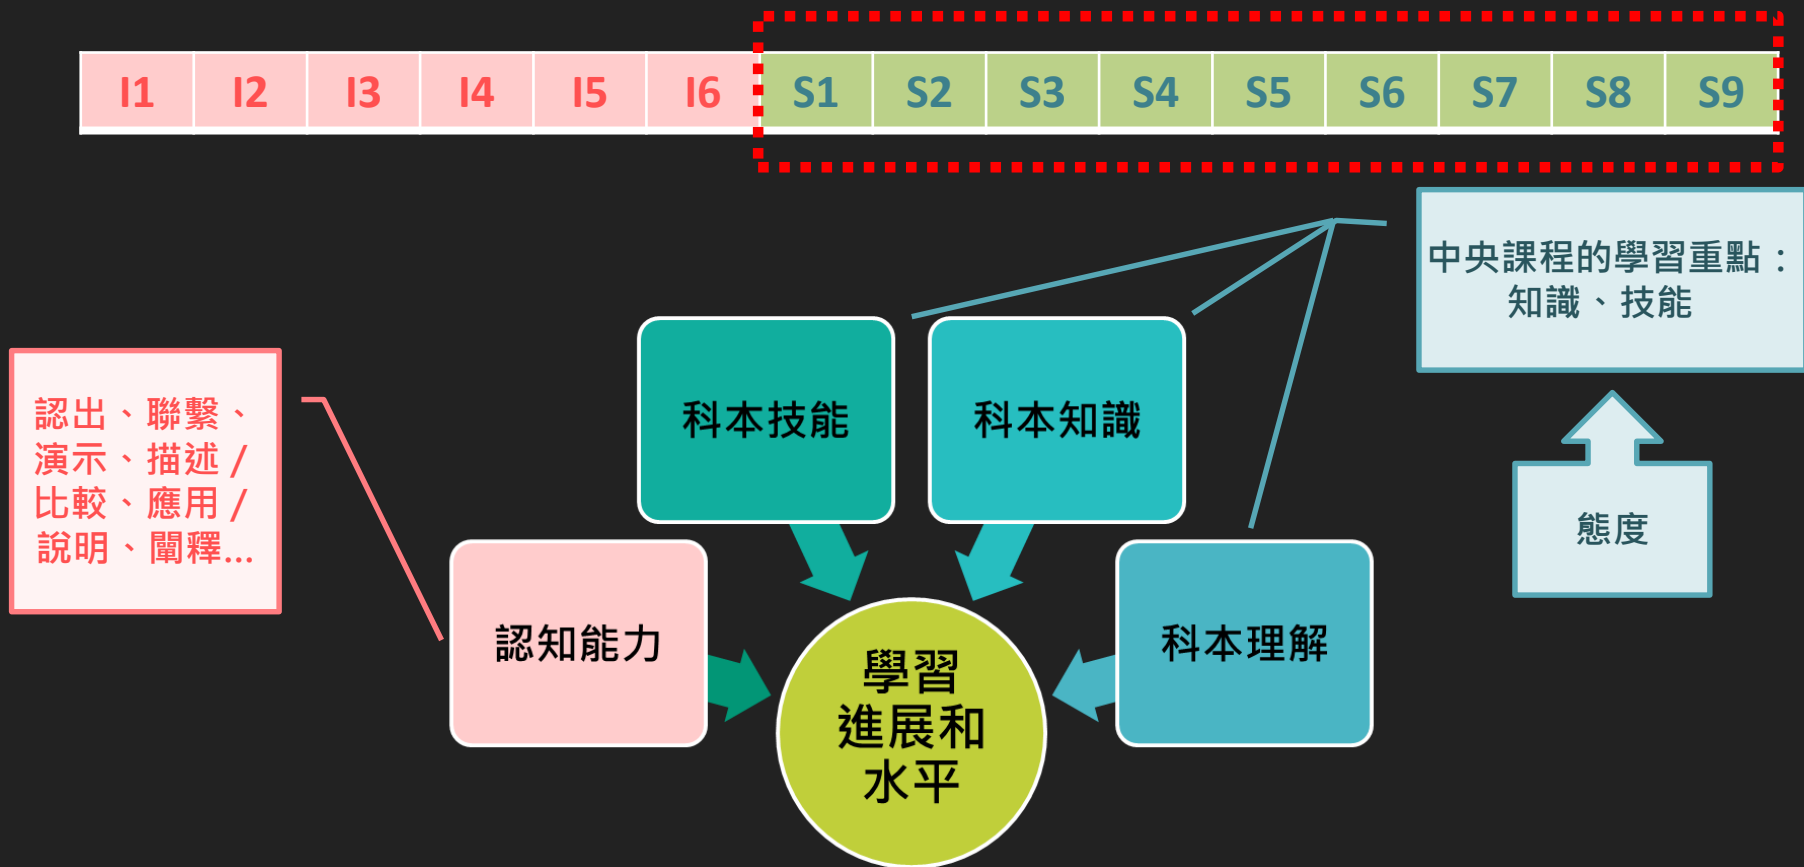 I1 I2 I3 I4 I5 I6 S1 S2 S3 S4 S5 S6 S7 S8 S9
中央課程的學習重點：
知識、技能
認出、聯繫、
演示、描述 /
比較、應用 /
說明、闡釋...
科本技能
科本知識
態度
認知能力
科本理解
學習
進展和
水平